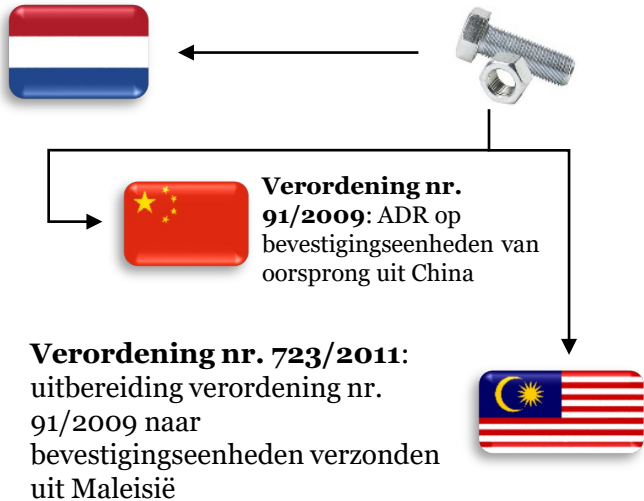 Verordening nr.
91/2009: ADR op
bevestigingseenheden van
oorsprong uit China
Verordening nr. 723/2011:
uitbereiding verordening nr.
91/2009 naar
bevestigingseenheden verzonden
uit Maleisië